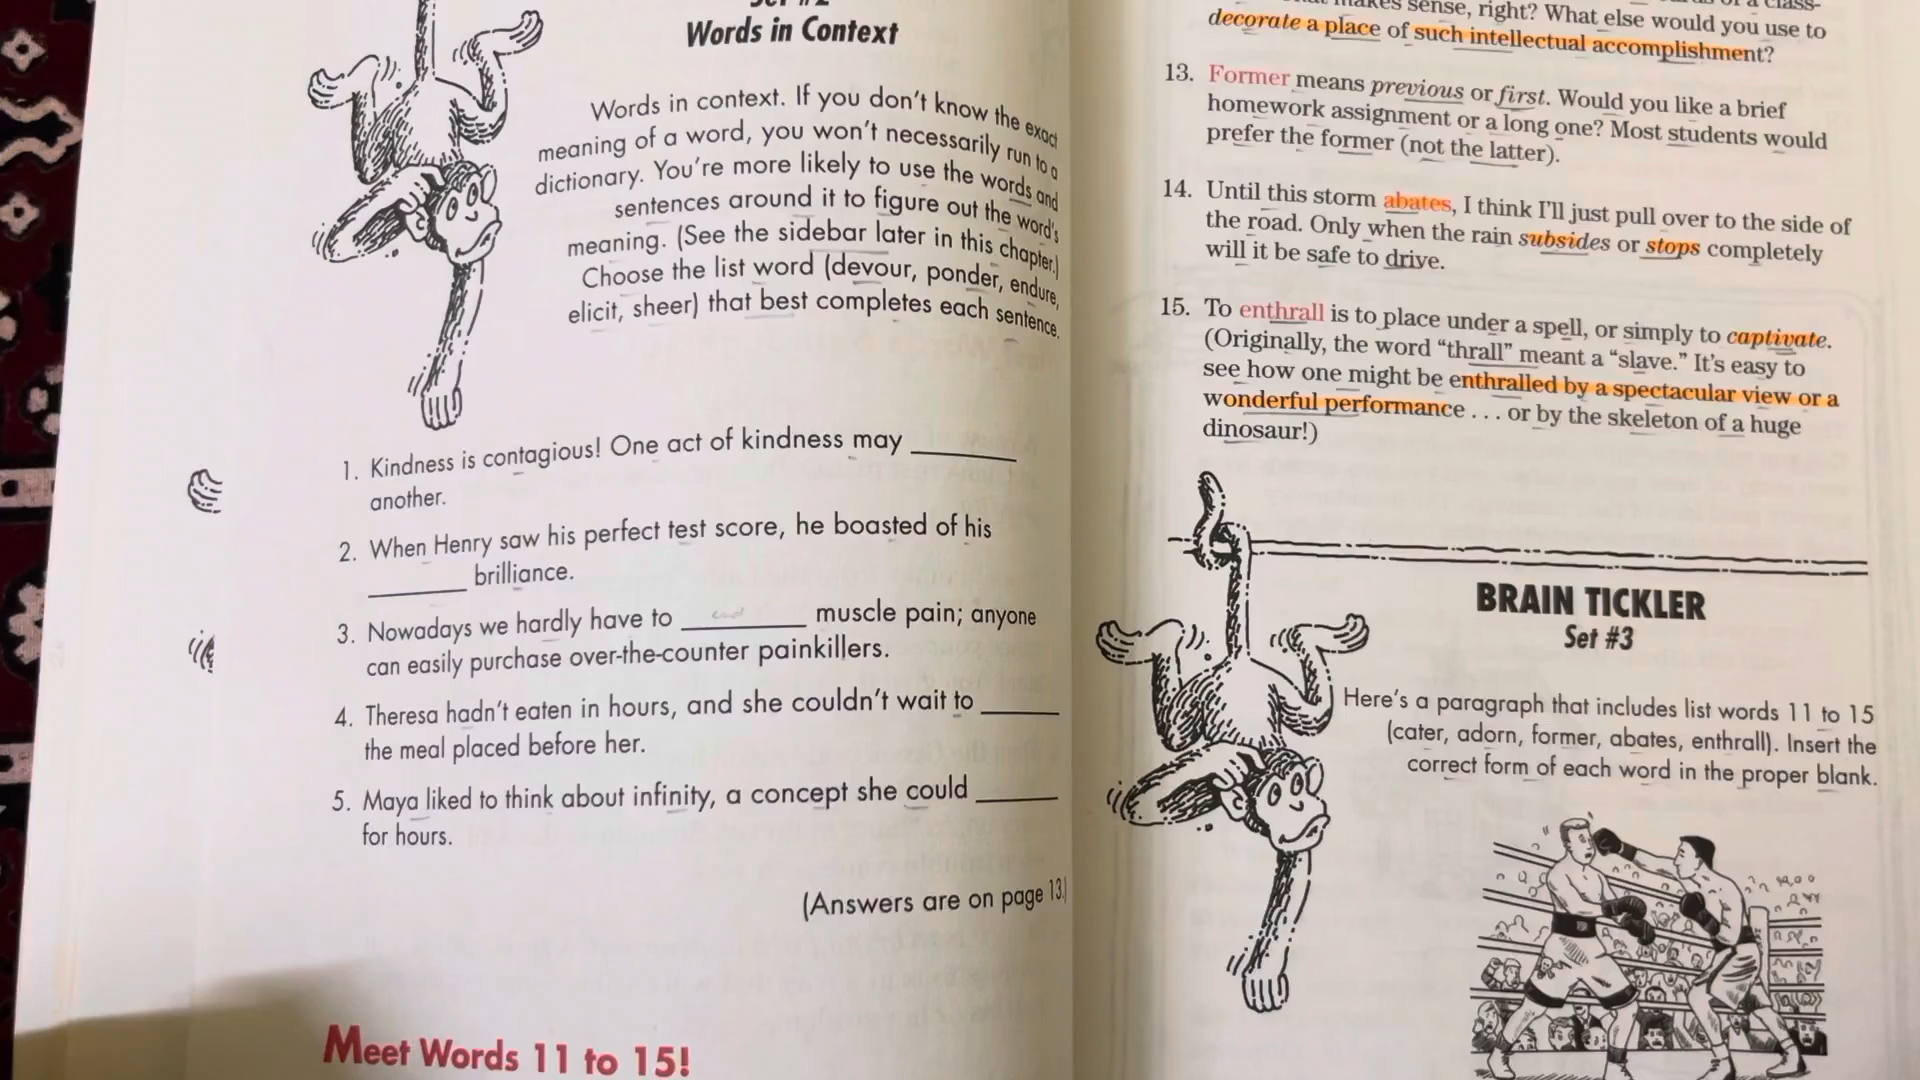 Words in Context
Words in context. If you don't know the exact
meaning of a word, you won't necessarily run to a
dictionary. You're more likely to use the words and
sentences around it to figure out the word's
meaning. (See the sidebar later in this chapter.)
Choose the list word (devour, ponder, endure,
elicit, sheer) that best completes each sentence.
1. Kindness is contagious! One act of kindness may ______
another.
2. When Henry saw his perfect test score, he boasted of his
______ brilliance.
3. Nowadays we hardly have to ______ muscle pain; anyone
can easily purchase over-the-counter painkillers.
4. Theresa hadn't eaten in hours, and she couldn't wait to ______
the meal placed before her.
5. Maya liked to think about infinity, a concept she could ______
for hours.
(Answers are on page 13.)
Meet Words 11 to 15!
makes sense, right? What else would you use to
decorate a place of such intellectual accomplishment?
13. Former means previous or first. Would you like a brief
homework assignment or a long one? Most students would
prefer the former (not the latter).
14. Until this storm abates, I think I'll just pull over to the side of
the road. Only when the rain subsides or stops completely
will it be safe to drive.
15. To enthrall is to place under a spell, or simply to captivate.
(Originally, the word "thrall" meant a "slave." It's easy to
see how one might be enthralled by a spectacular view or a
wonderful performance . . . or by the skeleton of a huge
dinosaur!)
BRAIN TICKLER
Set #3
Here's a paragraph that includes list words 11 to 15
(cater, adorn, former, abates, enthrall). Insert the
correct form of each word in the proper blank.